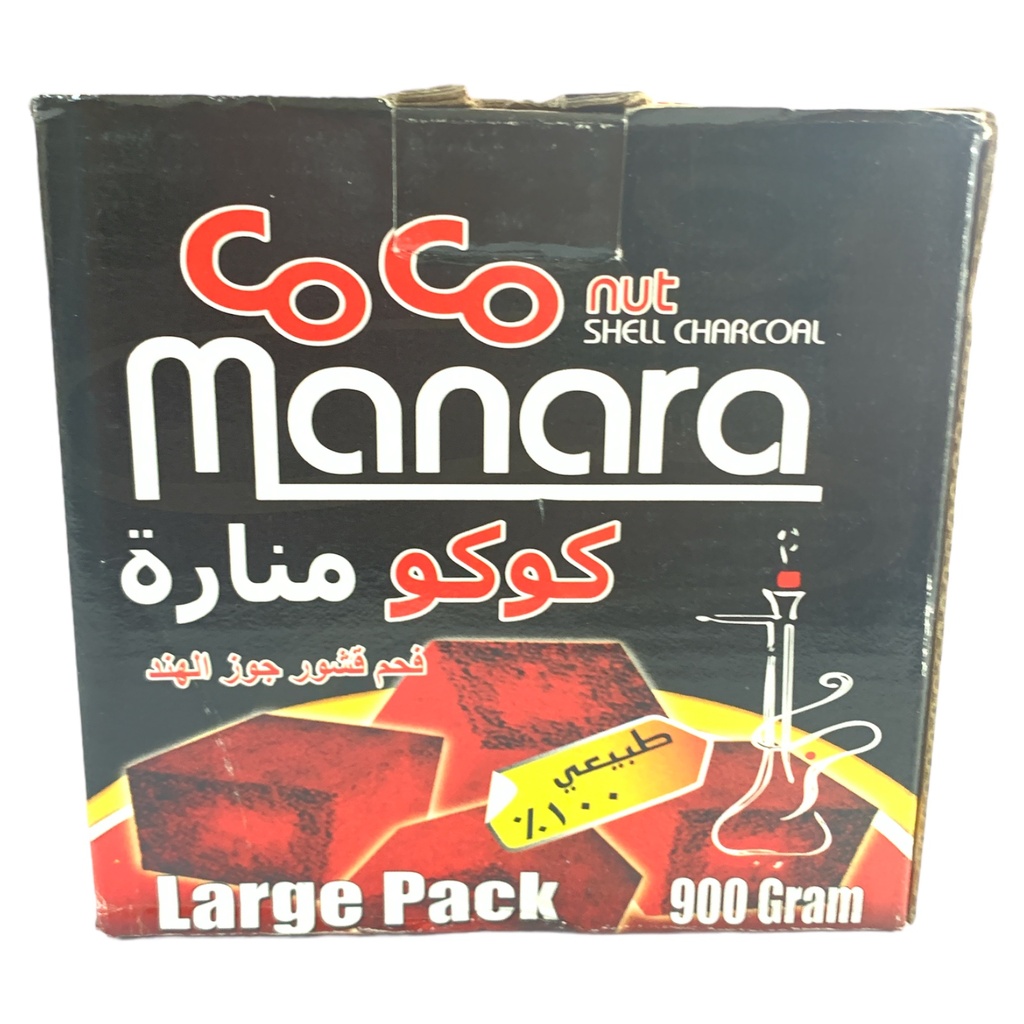 coco nut
SHELL CHARCOAL
manara
كوكو منارة
فحم قشور جوز الهند
طبيعي
١٠٠٪
Large Pack
900 Gram